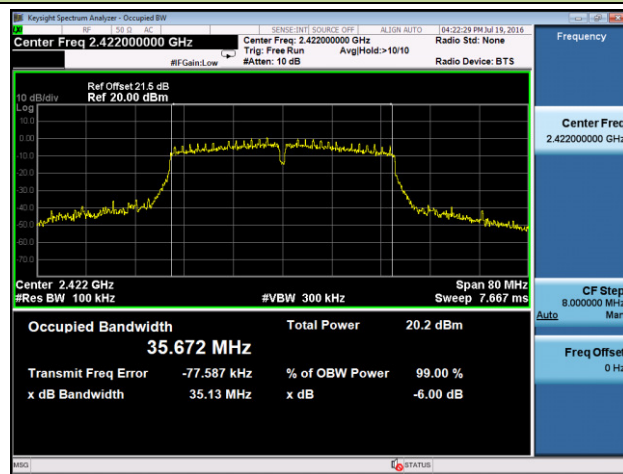 Keysight Spectrum Analyzer - Occupied BW
RF 50 Ω AC SENSE:INT SOURCE OFF ALIGN AUTO 04:22:29 PM Jul 19, 2016
Center Freq 2.422000000 GHz Center Freq: 2.422000000 GHz Radio Std: None
Trig: Free Run Avg|Hold:>10/10
#IFGain:Low #Atten: 10 dB Radio Device: BTS
Ref Offset 21.5 dB
10 dB/div Ref 20.00 dBm
Log
10.0
0.00
-10.0
-20.0
-30.0
-40.0
-50.0
-60.0
-70.0
Center 2.422 GHz Span 80 MHz
#Res BW 100 kHz #VBW 300 kHz Sweep 7.667 ms
Occupied Bandwidth Total Power 20.2 dBm
35.672 MHz
Transmit Freq Error -77.587 kHz % of OBW Power 99.00 %
x dB Bandwidth 35.13 MHz x dB -6.00 dB
MSG STATUS
Frequency
Center Freq
2.422000000 GHz
CF Step
8.000000 MHz
Auto Man
Freq Offset
0 Hz